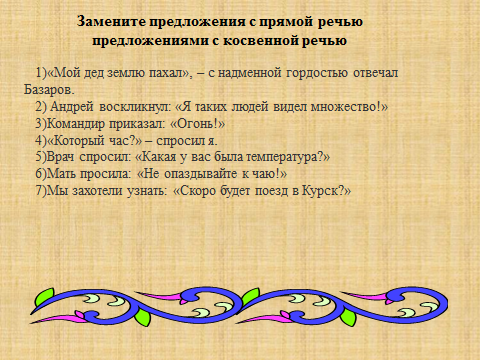 Замените предложения с прямой речью
предложениями с косвенной речью
1)«Мой дед землю пахал», – с надменной гордостью отвечал
Базаров.
2) Андрей воскликнул: «Я таких людей видел множество!»
3)Командир приказал: «Огонь!»
4)«Который час?» – спросил я.
5)Врач спросил: «Какая у вас была температура?»
6)Мать просила: «Не опаздывайте к чаю!»
7)Мы захотели узнать: «Скоро будет поезд в Курск?»